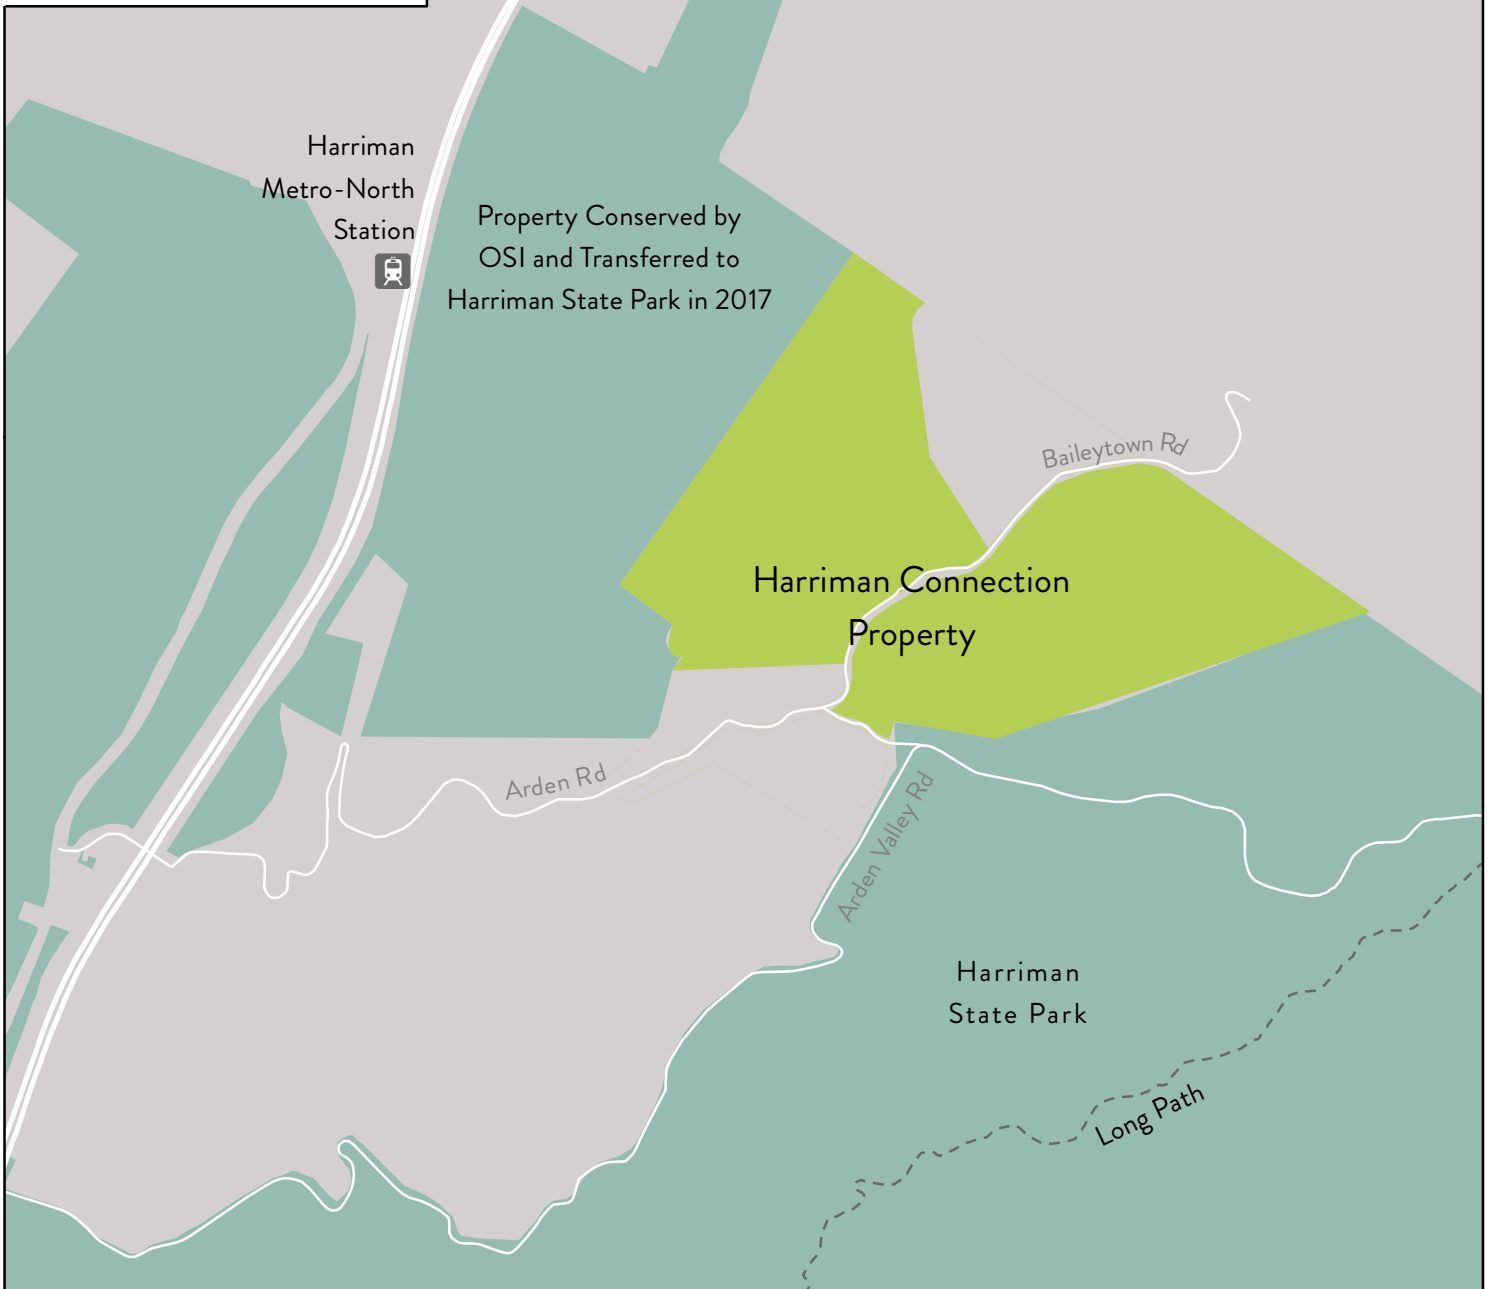 Harriman
Metro-North
Station
Property Conserved by
OSI and Transferred to
Harriman State Park in 2017
Baileytown Rd
Harriman Connection
Property
Arden Rd
Arden Valley Rd
Harriman
State Park
Long Path